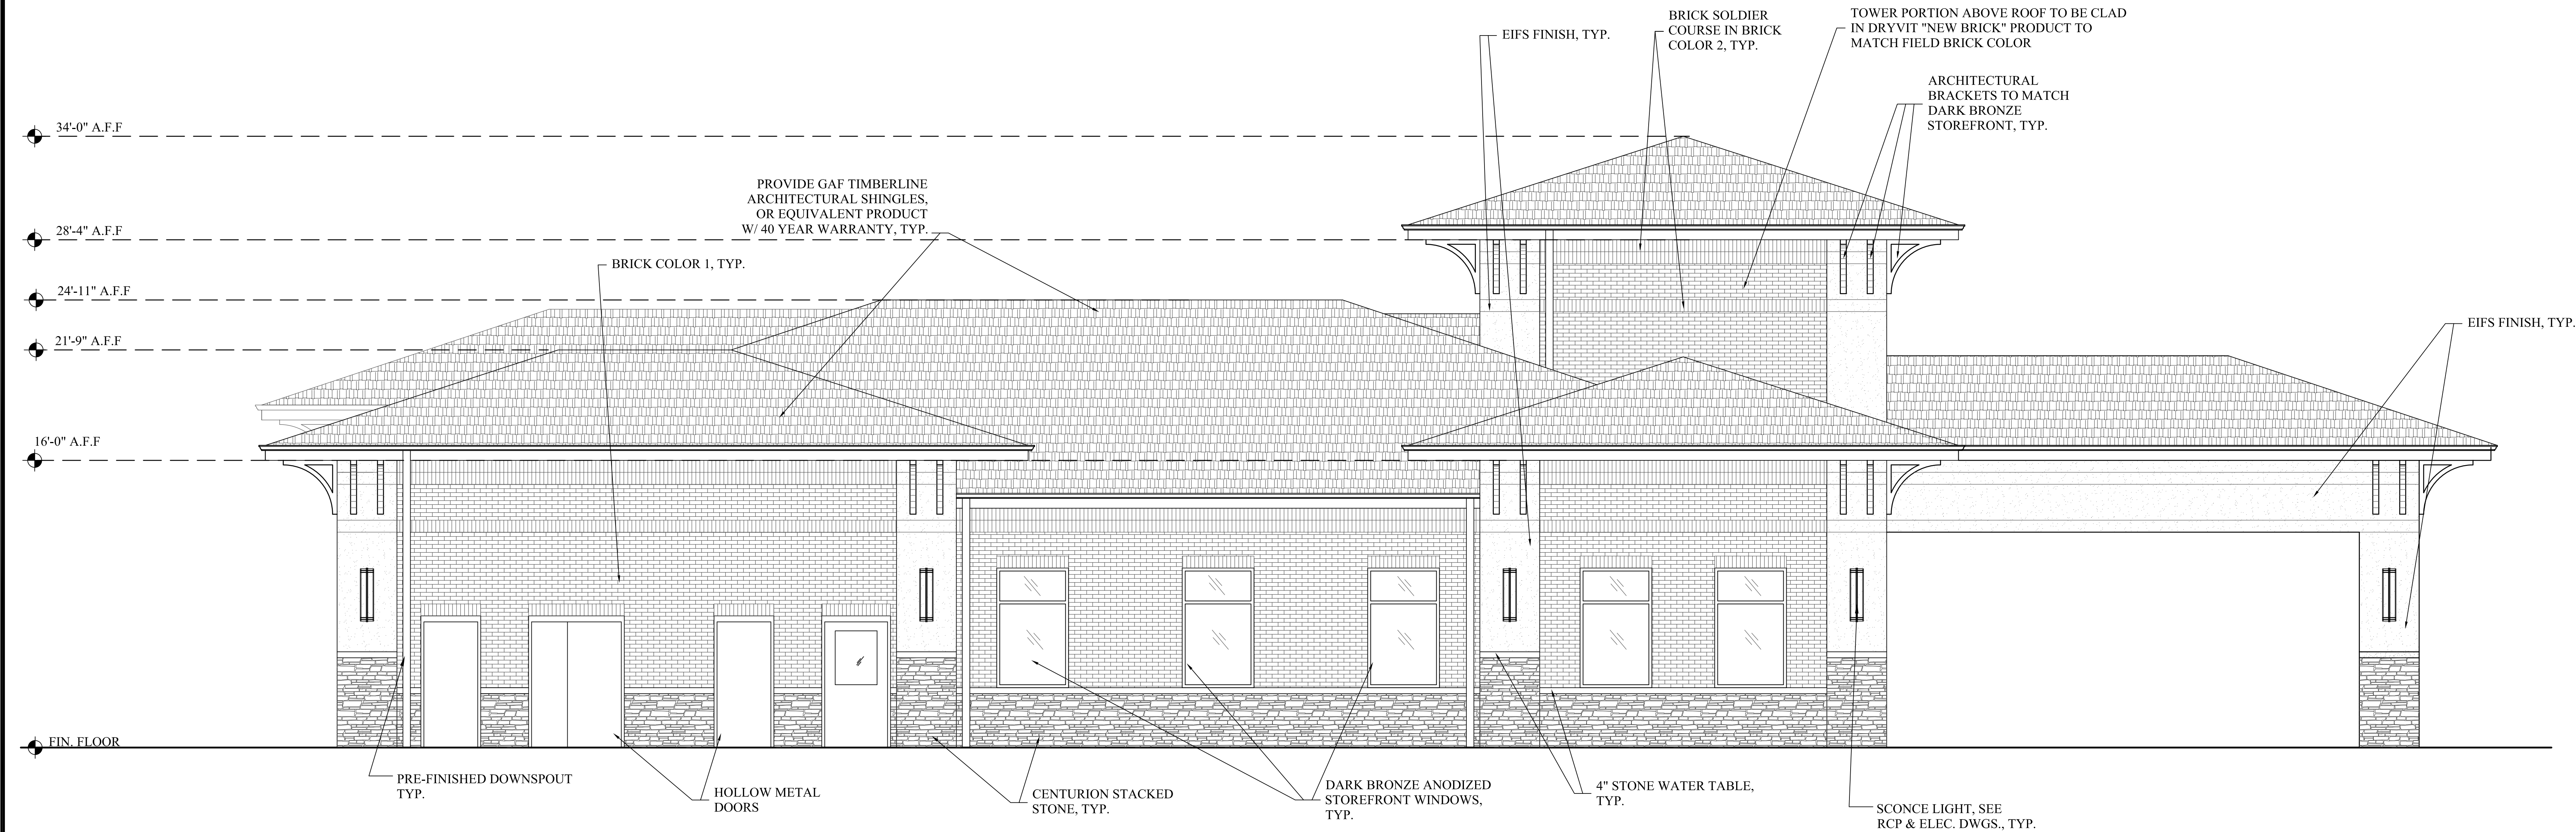 EIFS FINISH, TYP.
BRICK SOLDIER
COURSE IN BRICK
COLOR 2, TYP.
TOWER PORTION ABOVE ROOF TO BE CLAD
IN DRYVIT "NEW BRICK" PRODUCT TO
MATCH FIELD BRICK COLOR
ARCHITECTURAL
BRACKETS TO MATCH
DARK BRONZE
STOREFRONT, TYP.
34'-0" A.F.F
PROVIDE GAF TIMBERLINE
ARCHITECTURAL SHINGLES,
OR EQUIVALENT PRODUCT
W/ 40 YEAR WARRANTY, TYP.
28'-4" A.F.F
BRICK COLOR 1, TYP.
24'-11" A.F.F
EIFS FINISH, TYP.
21'-9" A.F.F
16'-0" A.F.F
FIN. FLOOR
PRE-FINISHED DOWNSPOUT
TYP.
HOLLOW METAL
DOORS
CENTURION STACKED
STONE, TYP.
DARK BRONZE ANODIZED
STOREFRONT WINDOWS,
TYP.
4" STONE WATER TABLE,
TYP.
SCONCE LIGHT, SEE
RCP & ELEC. DWGS., TYP.